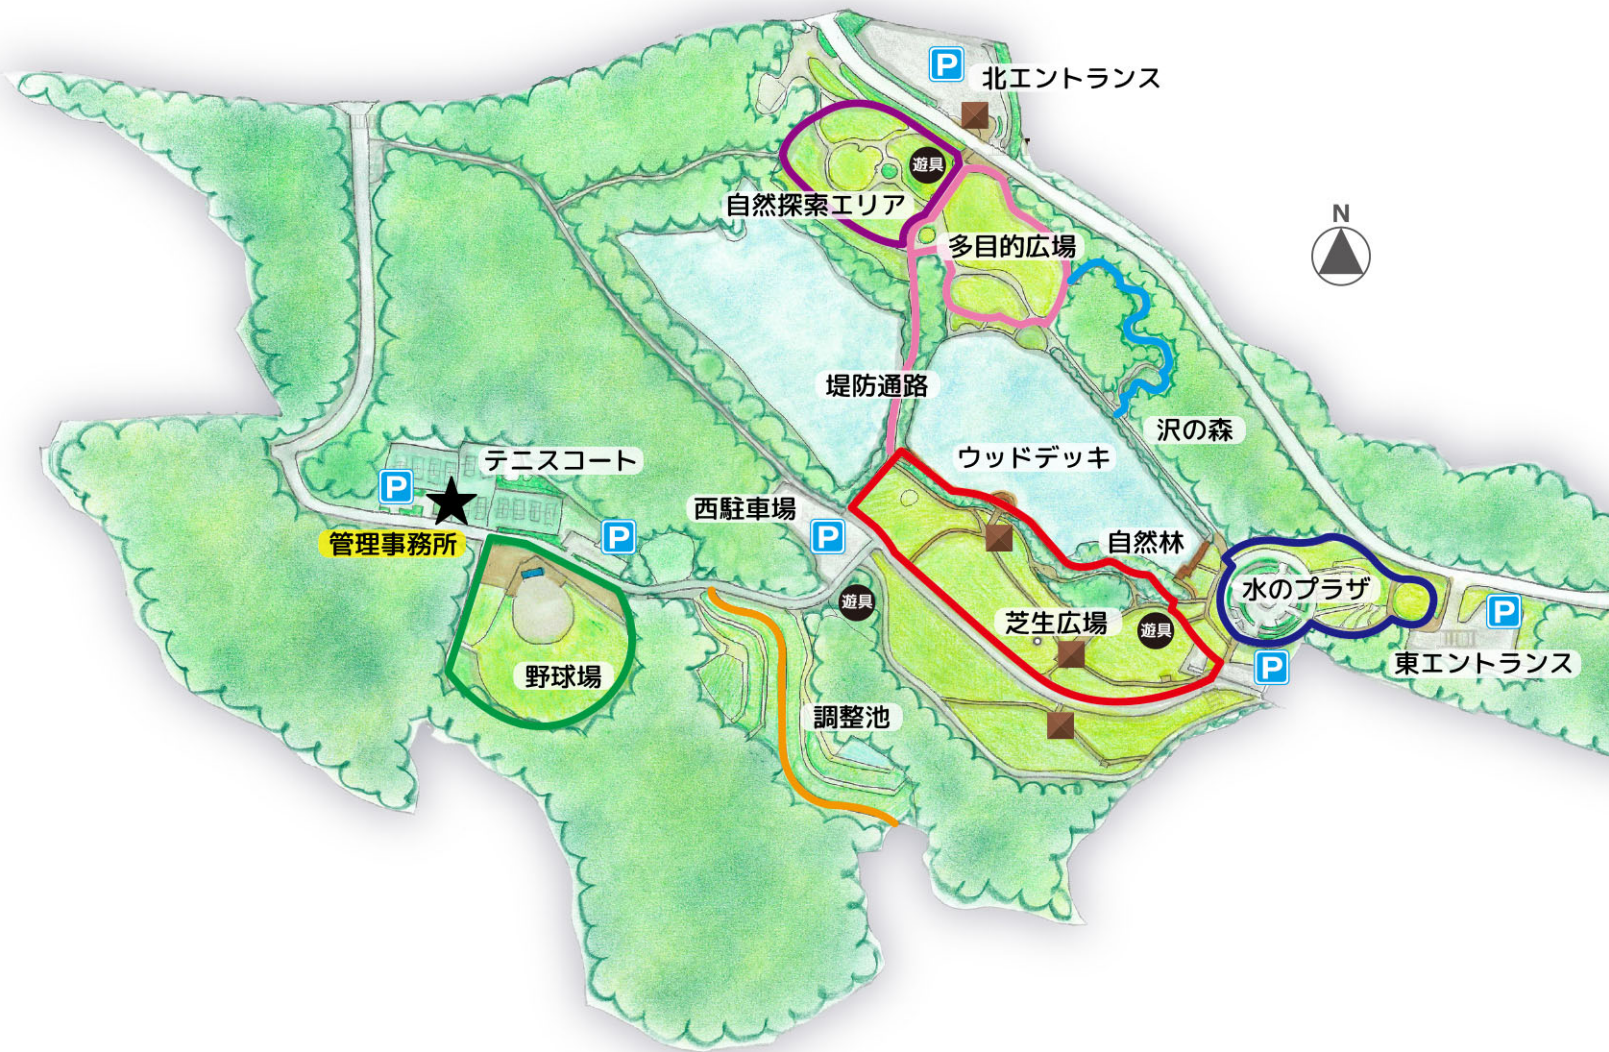 P
北エントランス
遊具
自然探索エリア
N
多目的広場
堤防通路
沢の森
ウッドデッキ
テニスコート
P
西駐車場
P
P
管理事務所
自然林
水のプラザ
遊具
芝生広場
遊具
P
東エントランス
P
野球場
調整池